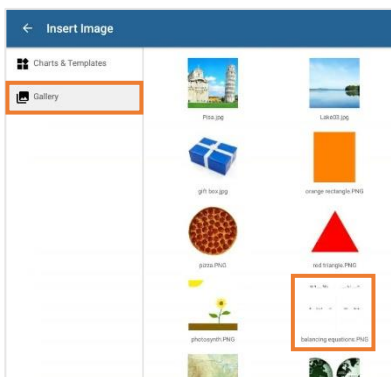 Insert Image
Charts & Templates
Gallery
Pisa.jpg
Lake03.jpg
gift box.jpg
orange rectangle.PNG
pizza.PNG
red triangle.PNG
photosynth.PNG
balancing equations.PNG